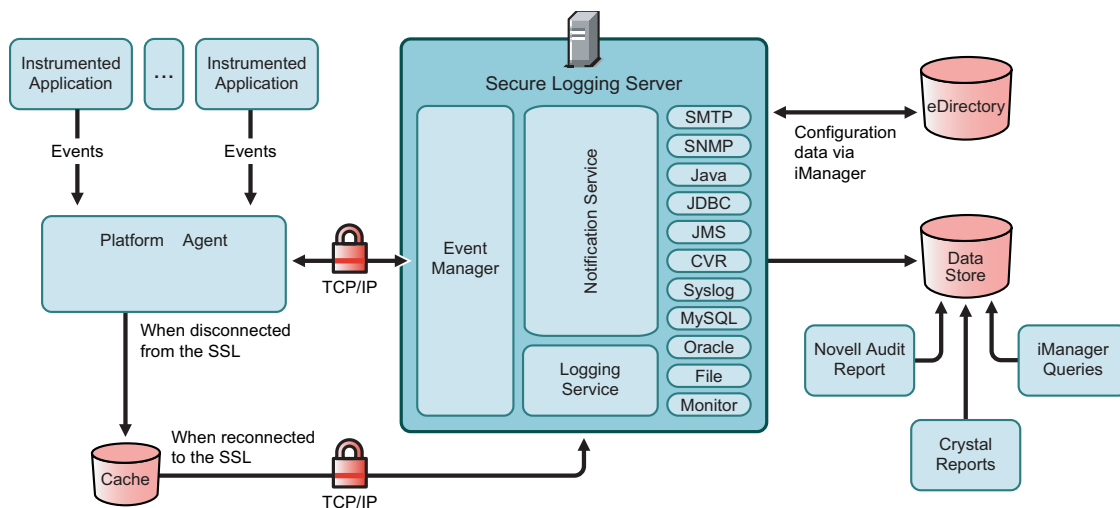 Instrumented
Application
...
Instrumented
Application
Events
Events
Platform Agent
TCP/IP
When disconnected
from the SSL
Cache
When reconnected
to the SSL
TCP/IP
Secure Logging Server
Event
Manager
Notification Service
Logging
Service
SMTP
SNMP
Java
JDBC
JMS
CVR
Syslog
MySQL
Oracle
File
Monitor
eDirectory
Configuration
data via
iManager
Data
Store
Novell Audit
Report
iManager
Queries
Crystal
Reports